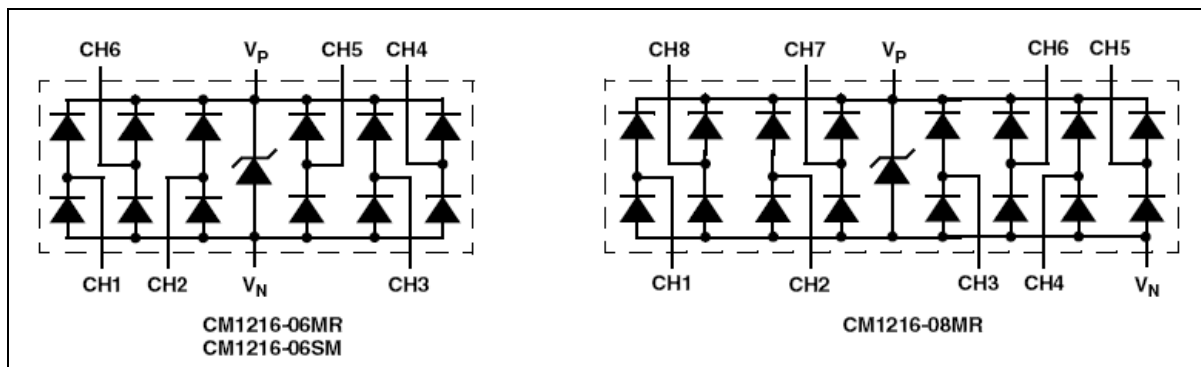 CH6 V_P CH5 CH4
CH1 CH2 V_N CH3
CM1216-06MR
CM1216-06SM
CH8 CH7 V_P CH6 CH5
CH1 CH2 CH3 CH4 V_N
CM1216-08MR